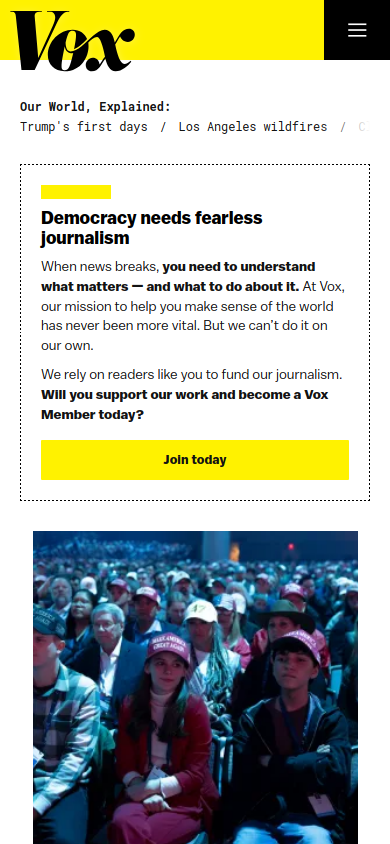 Vox
Our World, Explained:
Trump's first days / Los Angeles wildfires / C
Democracy needs fearless
journalism
When news breaks, you need to understand
what matters — and what to do about it. At Vox,
our mission to help you make sense of the world
has never been more vital. But we can't do it on
our own.
We rely on readers like you to fund our journalism.
Will you support our work and become a Vox
Member today?
Join today
47
MAKE AMERICA
GREAT AGAIN